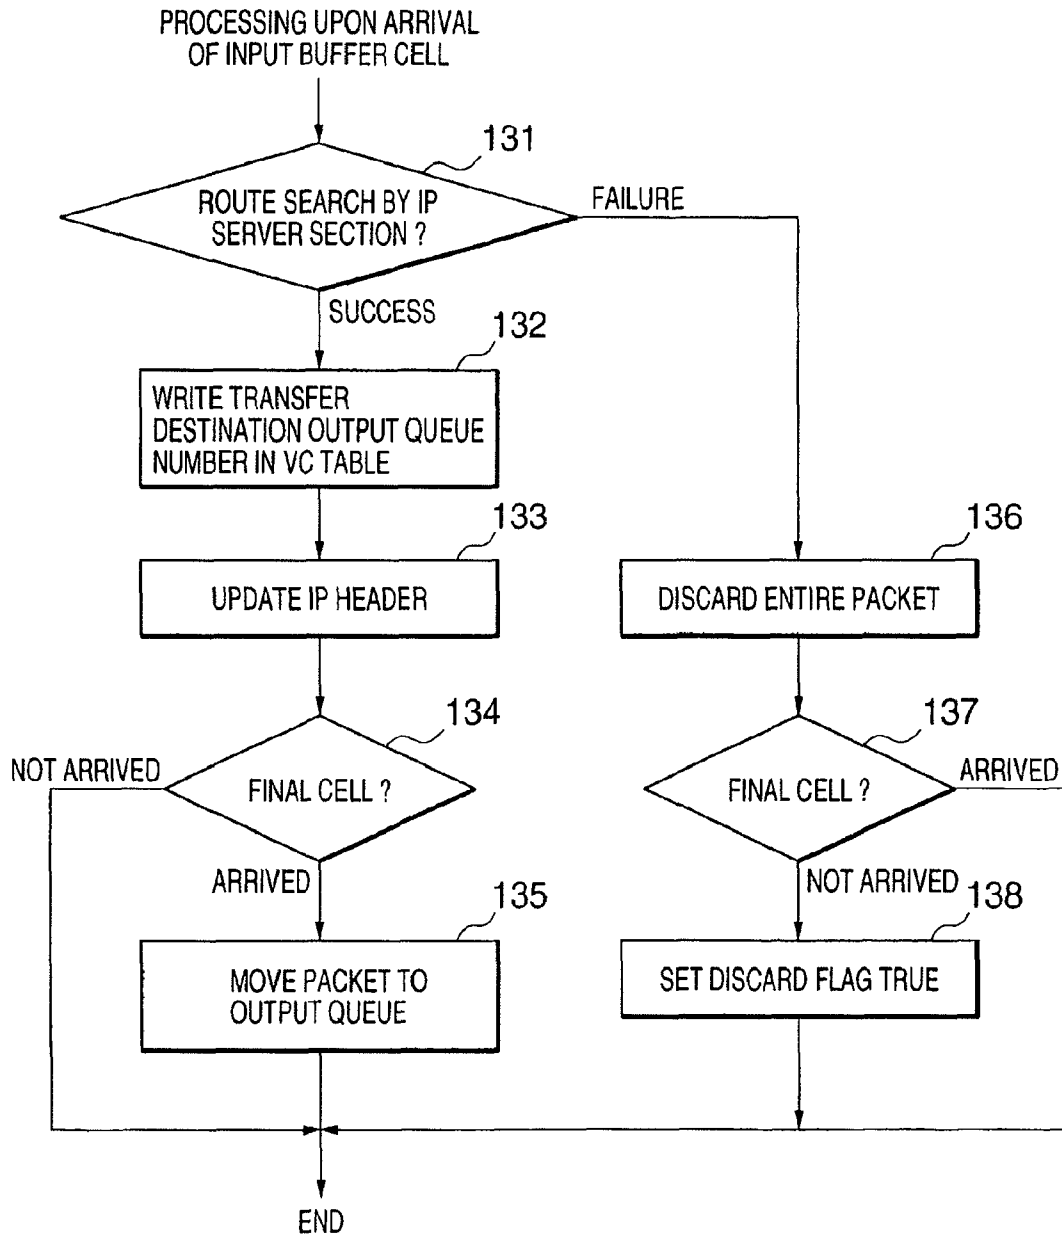 PROCESSING UPON ARRIVAL
OF INPUT BUFFER CELL
131
ROUTE SEARCH BY IP
SERVER SECTION ?
FAILURE
SUCCESS
132
WRITE TRANSFER
DESTINATION OUTPUT QUEUE
NUMBER IN VC TABLE
133
UPDATE IP HEADER
136
DISCARD ENTIRE PACKET
134
NOT ARRIVED
FINAL CELL ?
ARRIVED
137
FINAL CELL ?
ARRIVED
NOT ARRIVED
135
MOVE PACKET TO
OUTPUT QUEUE
138
SET DISCARD FLAG TRUE
END